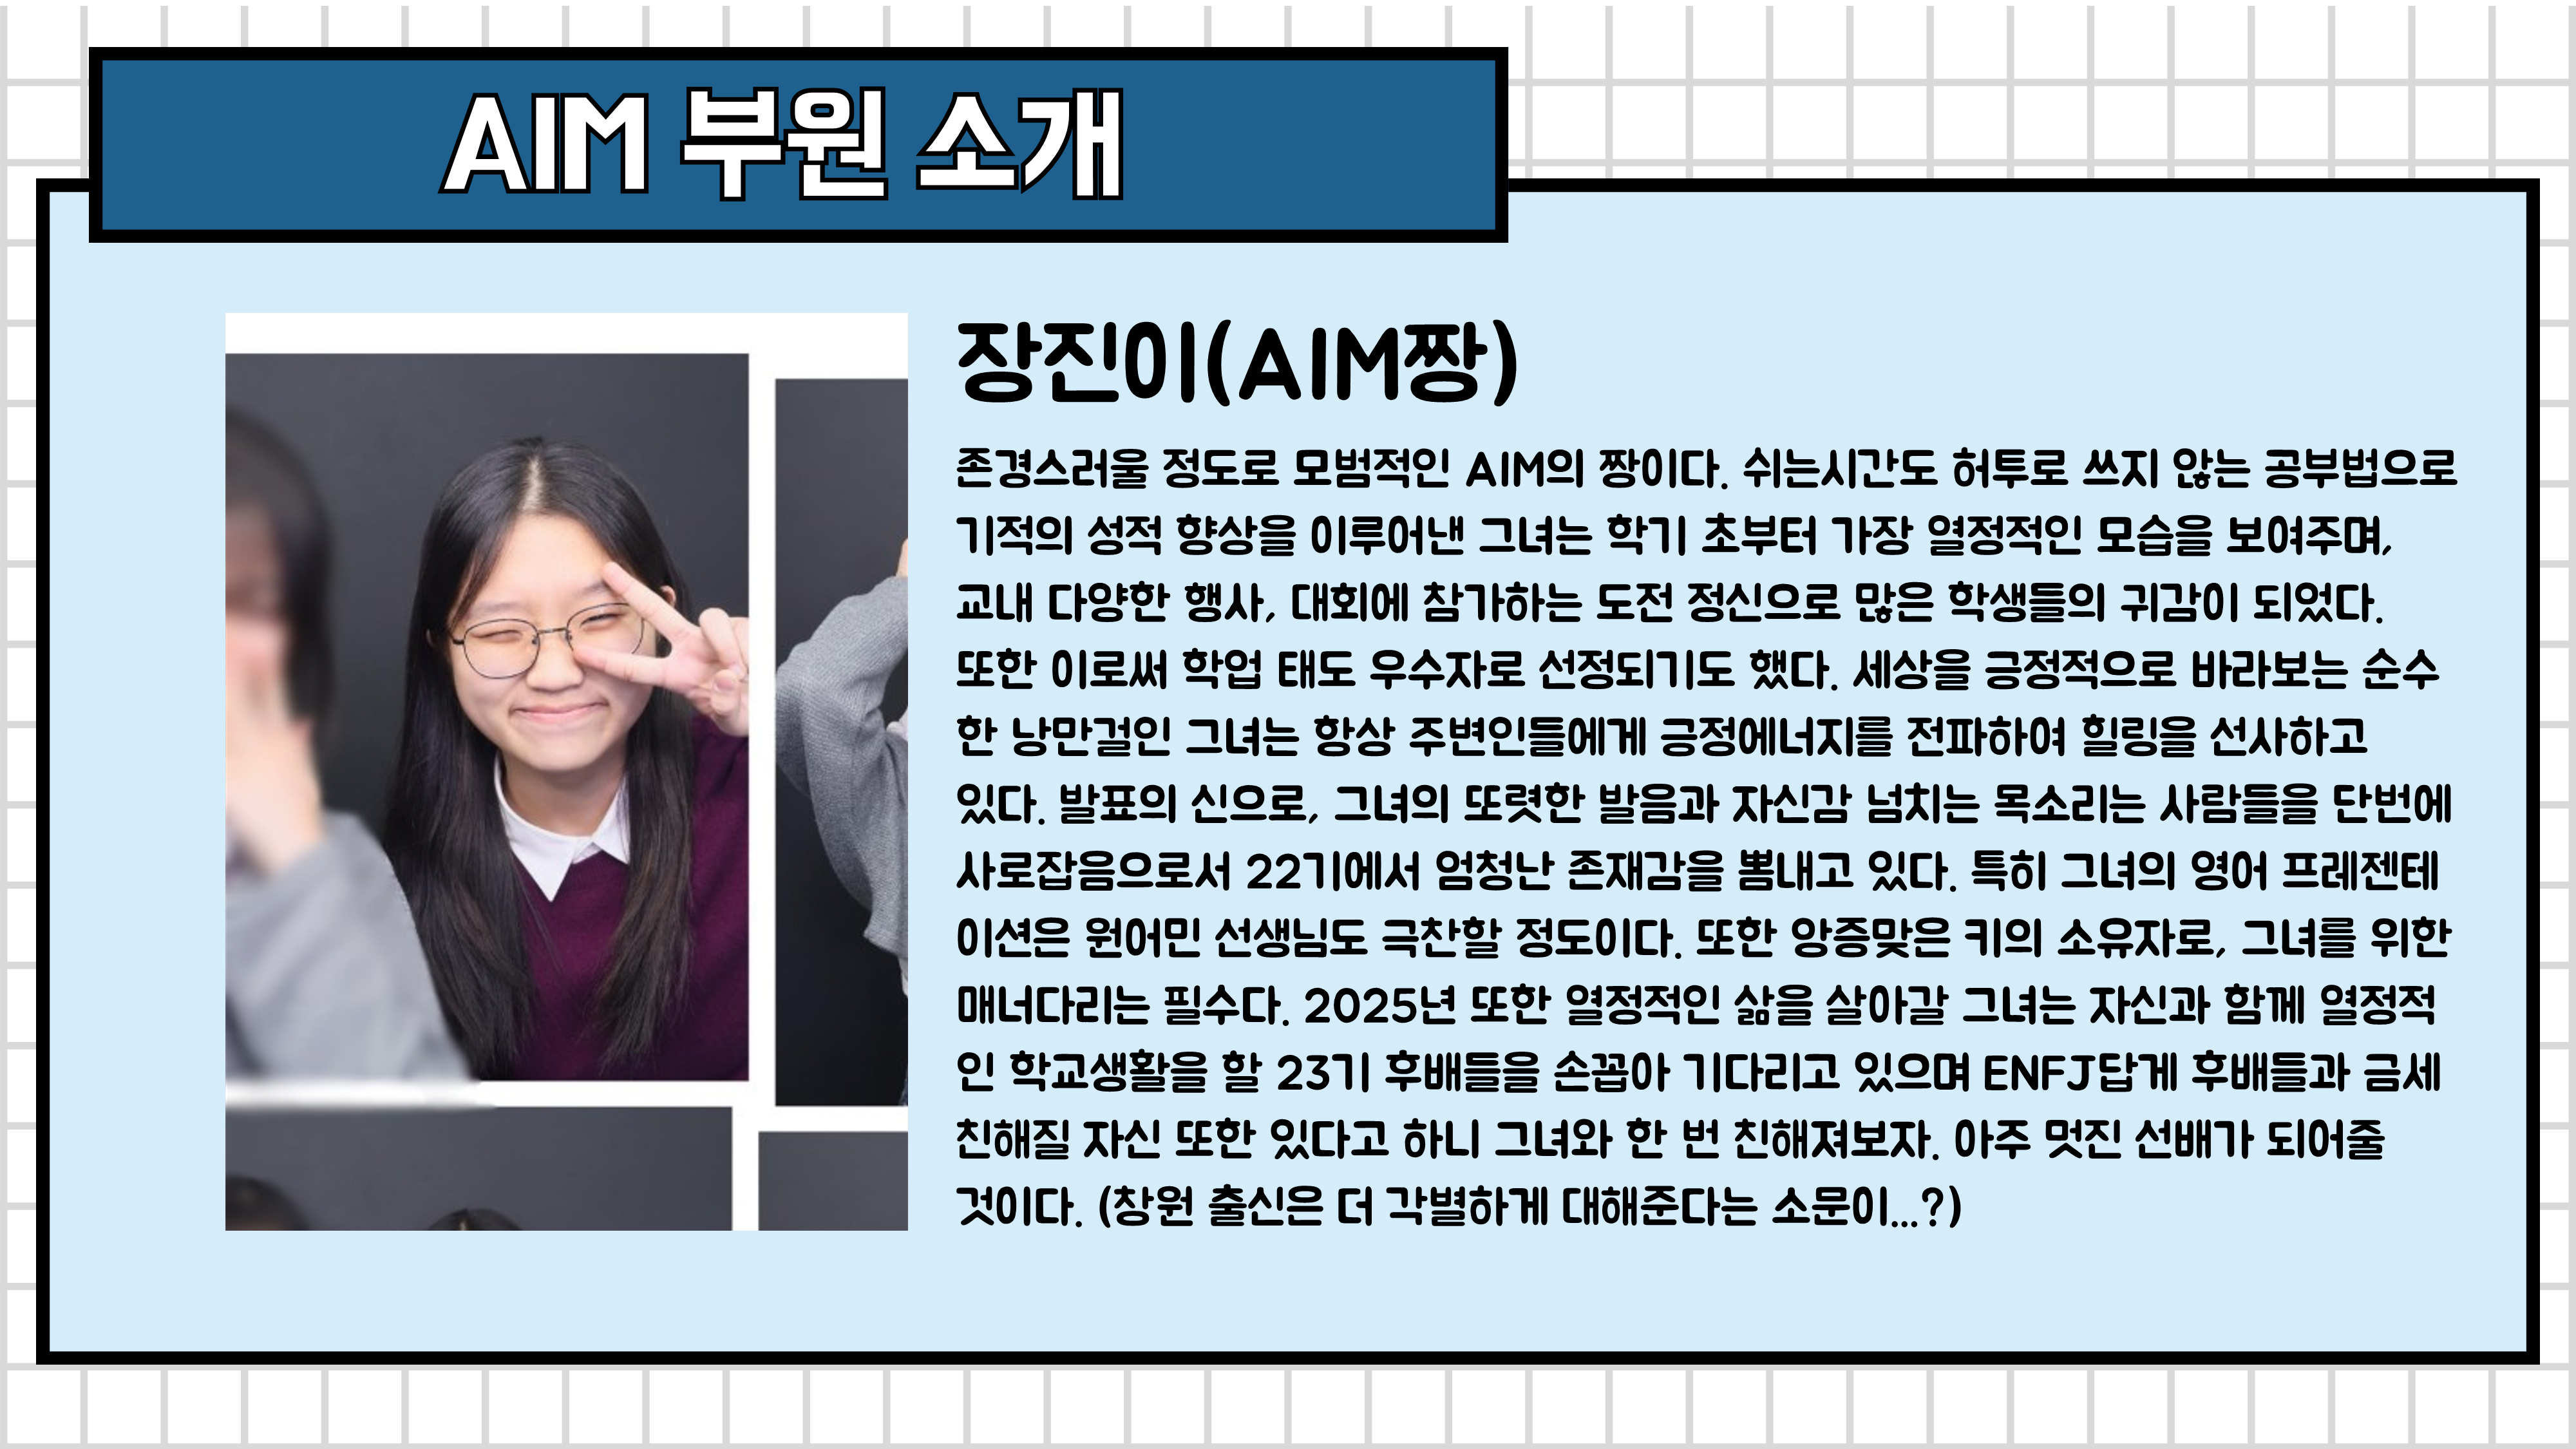 AIM 부원 소개
장진이(AIM짱)
존경스러울 정도로 모범적인 AIM의 짱이다. 쉬는시간도 허투로 쓰지 않는 공부법으로
기적의 성적 향상을 이루어낸 그녀는 학기 초부터 가장 열정적인 모습을 보여주며,
교내 다양한 행사, 대회에 참가하는 도전 정신으로 많은 학생들의 귀감이 되었다.
또한 이로써 학업 태도 우수자로 선정되기도 했다. 세상을 긍정적으로 바라보는 순수
한 낭만걸인 그녀는 항상 주변인들에게 긍정에너지를 전파하여 힐링을 선사하고
있다. 발표의 신으로, 그녀의 또렷한 발음과 자신감 넘치는 목소리는 사람들을 단번에
사로잡음으로서 22기에서 엄청난 존재감을 뽐내고 있다. 특히 그녀의 영어 프레젠테
이션은 원어민 선생님도 극찬할 정도이다. 또한 앙증맞은 키의 소유자로, 그녀를 위한
매너다리는 필수다. 2025년 또한 열정적인 삶을 살아갈 그녀는 자신과 함께 열정적
인 학교생활을 할 23기 후배들을 손꼽아 기다리고 있으며 ENFJ답게 후배들과 금세
친해질 자신 또한 있다고 하니 그녀와 한 번 친해져보자. 아주 멋진 선배가 되어줄
것이다. (창원 출신은 더 각별하게 대해준다는 소문이...?)